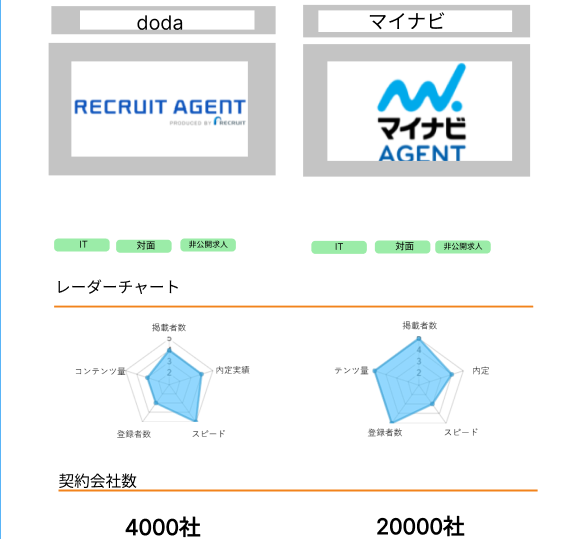 doda
マイナビ
RECRUIT AGENT
PRODUCED BY RECRUIT
マイナビ
AGENT
IT
対面
非公開求人
IT
対面
非公開求人
レーダーチャート
掲載者数
5
4
3
2
コンテンツ量
内定実績
登録者数
スピード
掲載者数
5
4
3
2
テンツ量
内定
登録者数
スピード
契約会社数
4000社
20000社